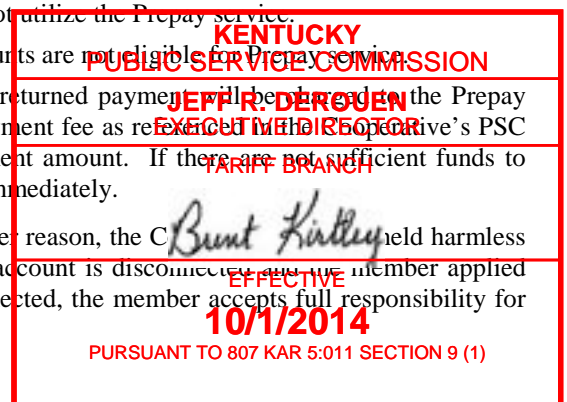 not utilize the Prepay service.
KENTUCKY
unts are not eligible for Prepay service.
PUBLIC SERVICE COMMISSION
returned payment will be charged to the Prepay
JEFF R. DEROUEN
ment fee as referenced in the Cooperative's PSC
EXECUTIVE DIRECTOR
ent amount. If there are not sufficient funds to
TARIFF BRANCH
mmediately.
Brent Kirtley
er reason, the C held harmless
account is disconnected and the member applied
EFFECTIVE
ected, the member accepts full responsibility for
10/1/2014
PURSUANT TO 807 KAR 5:011 SECTION 9 (1)